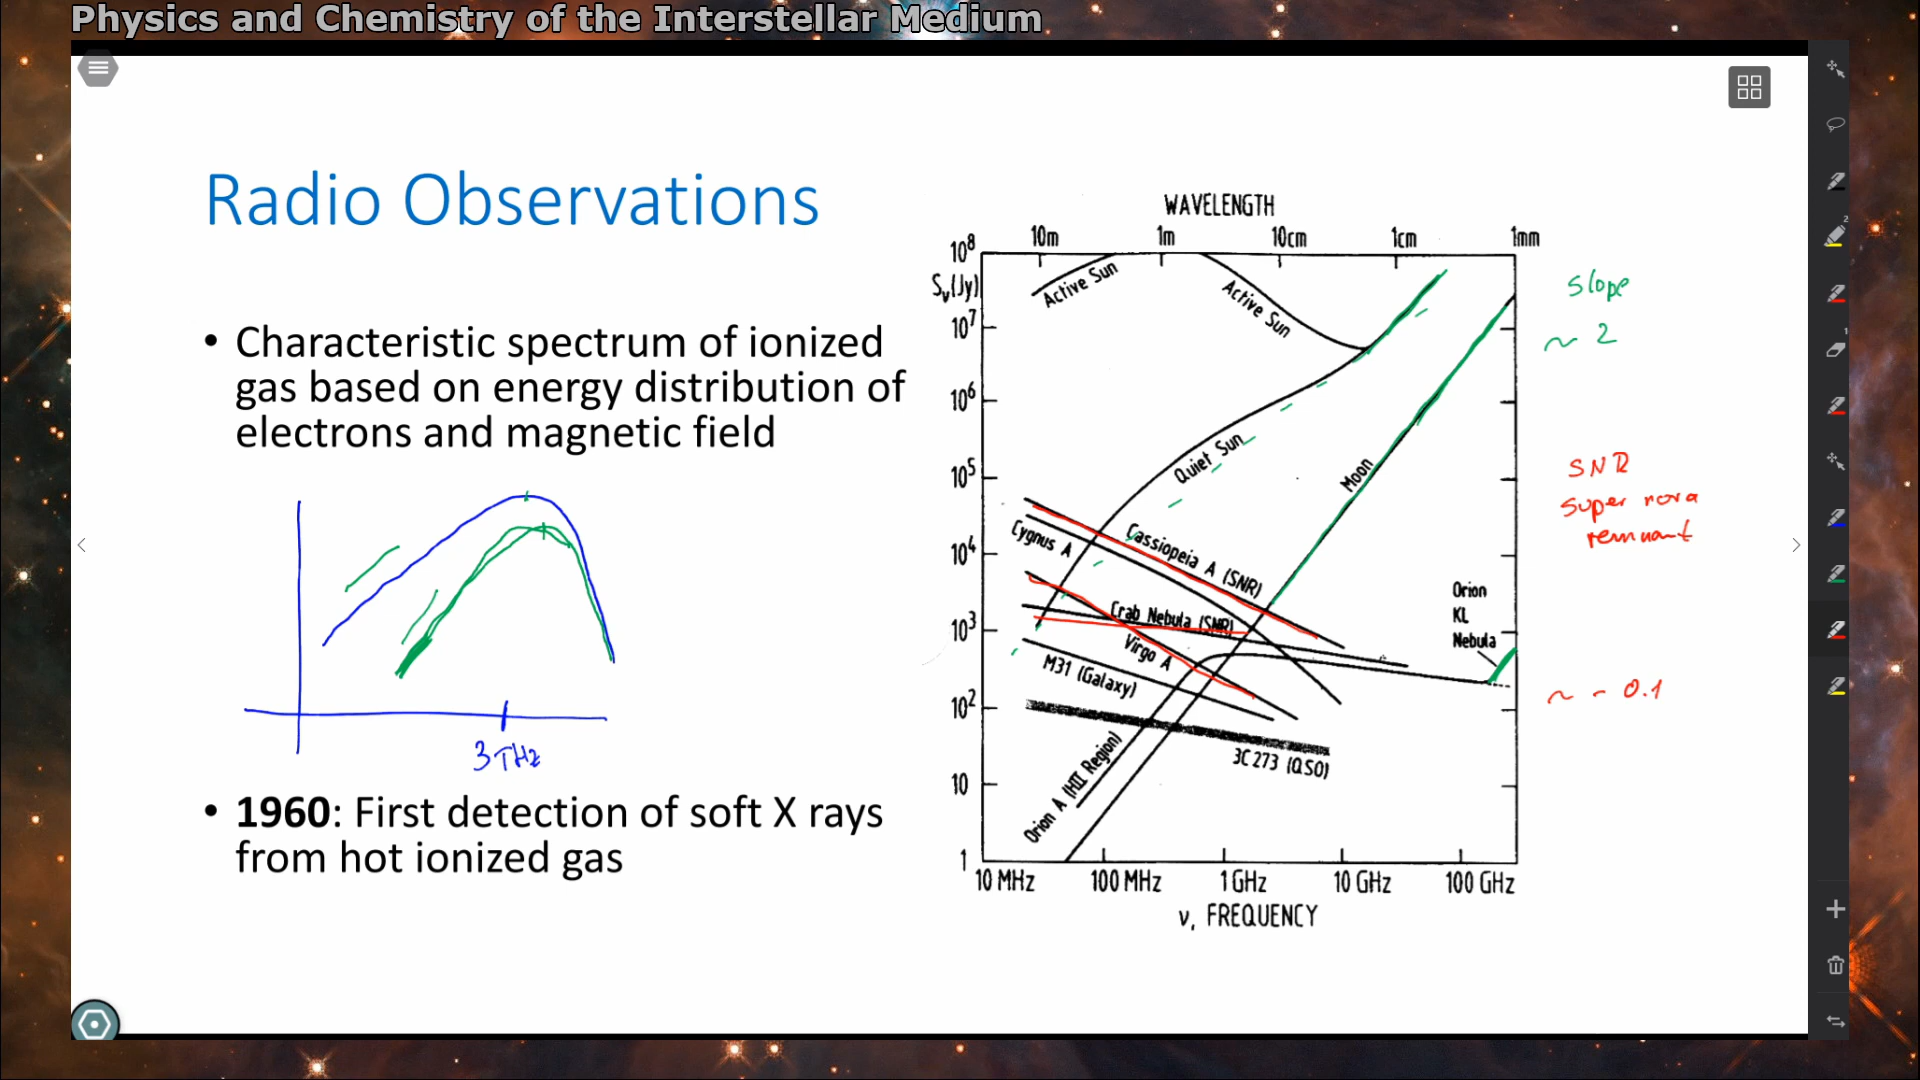 Physics and Chemistry of the Interstellar Medium
Radio Observations
• Characteristic spectrum of ionized
gas based on energy distribution of
electrons and magnetic field
3 THz
• 1960: First detection of soft X rays
from hot ionized gas
WAVELENGTH
10m 1m 10cm 1cm 1mm
10⁸
Sν(Jy)
10⁷
10⁶
10⁵
10⁴
10³
10²
10
1
Active Sun
Active Sun
Quiet Sun
Moon
Cygnus A
Cassiopeia A (SNR)
Crab Nebula (SNR)
Virgo A
M31 (Galaxy)
3C 273 (QSO)
Orion A (HII Region)
Orion
KL
Nebula
10 MHz 100 MHz 1 GHz 10 GHz 100 GHz
ν, FREQUENCY
slope
~ 2
SNR
super nova
remnant
~ - 0.1
2
1